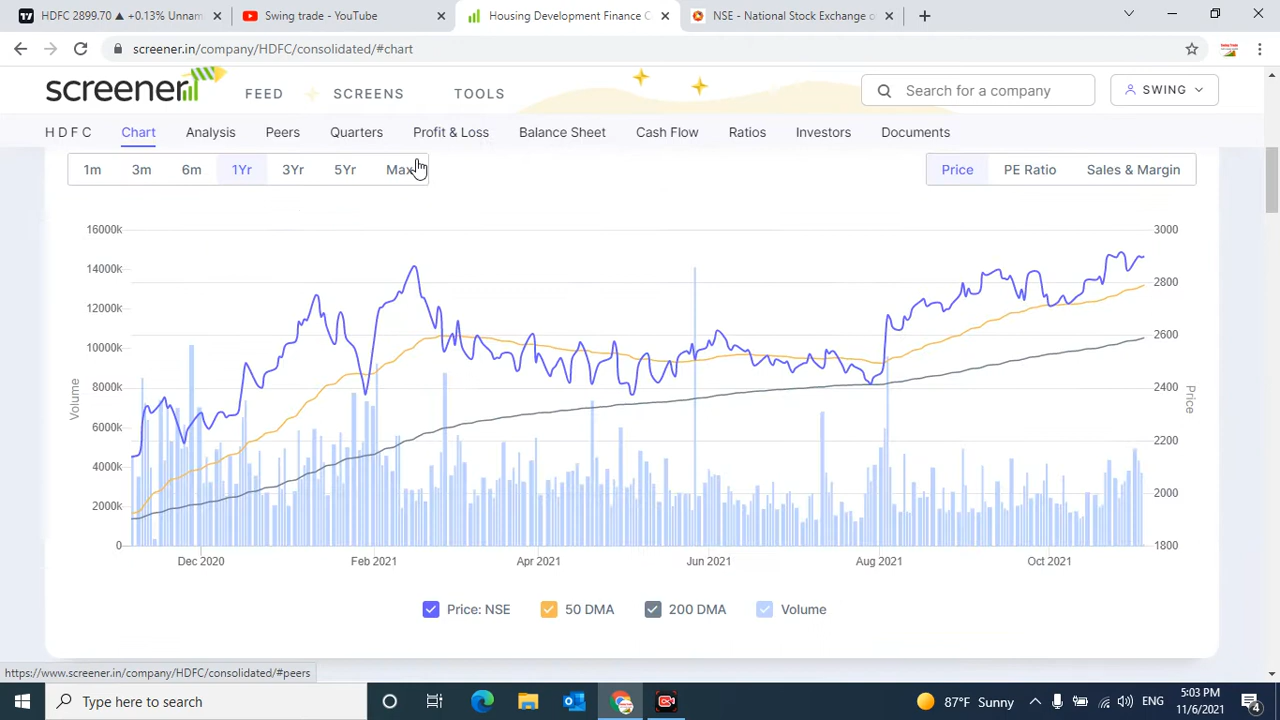 HDFC 2899.70 ▲ +0.13% Unnam
Swing trade - YouTube
Housing Development Finance C
NSE - National Stock Exchange o
screener.in/company/HDFC/consolidated/#chart
screener
FEED
SCREENS
TOOLS
Search for a company
SWING
H D F C
Chart
Analysis
Peers
Quarters
Profit & Loss
Balance Sheet
Cash Flow
Ratios
Investors
Documents
1m
3m
6m
1Yr
3Yr
5Yr
Max
Price
PE Ratio
Sales & Margin
16000k
14000k
12000k
10000k
8000k
6000k
4000k
2000k
0
Volume
3000
2800
2600
2400
2200
2000
1800
Price
Dec 2020
Feb 2021
Apr 2021
Jun 2021
Aug 2021
Oct 2021
Price: NSE
50 DMA
200 DMA
Volume
https://www.screener.in/company/HDFC/consolidated/#peers
Type here to search
87°F Sunny
ENG
5:03 PM
11/6/2021
4